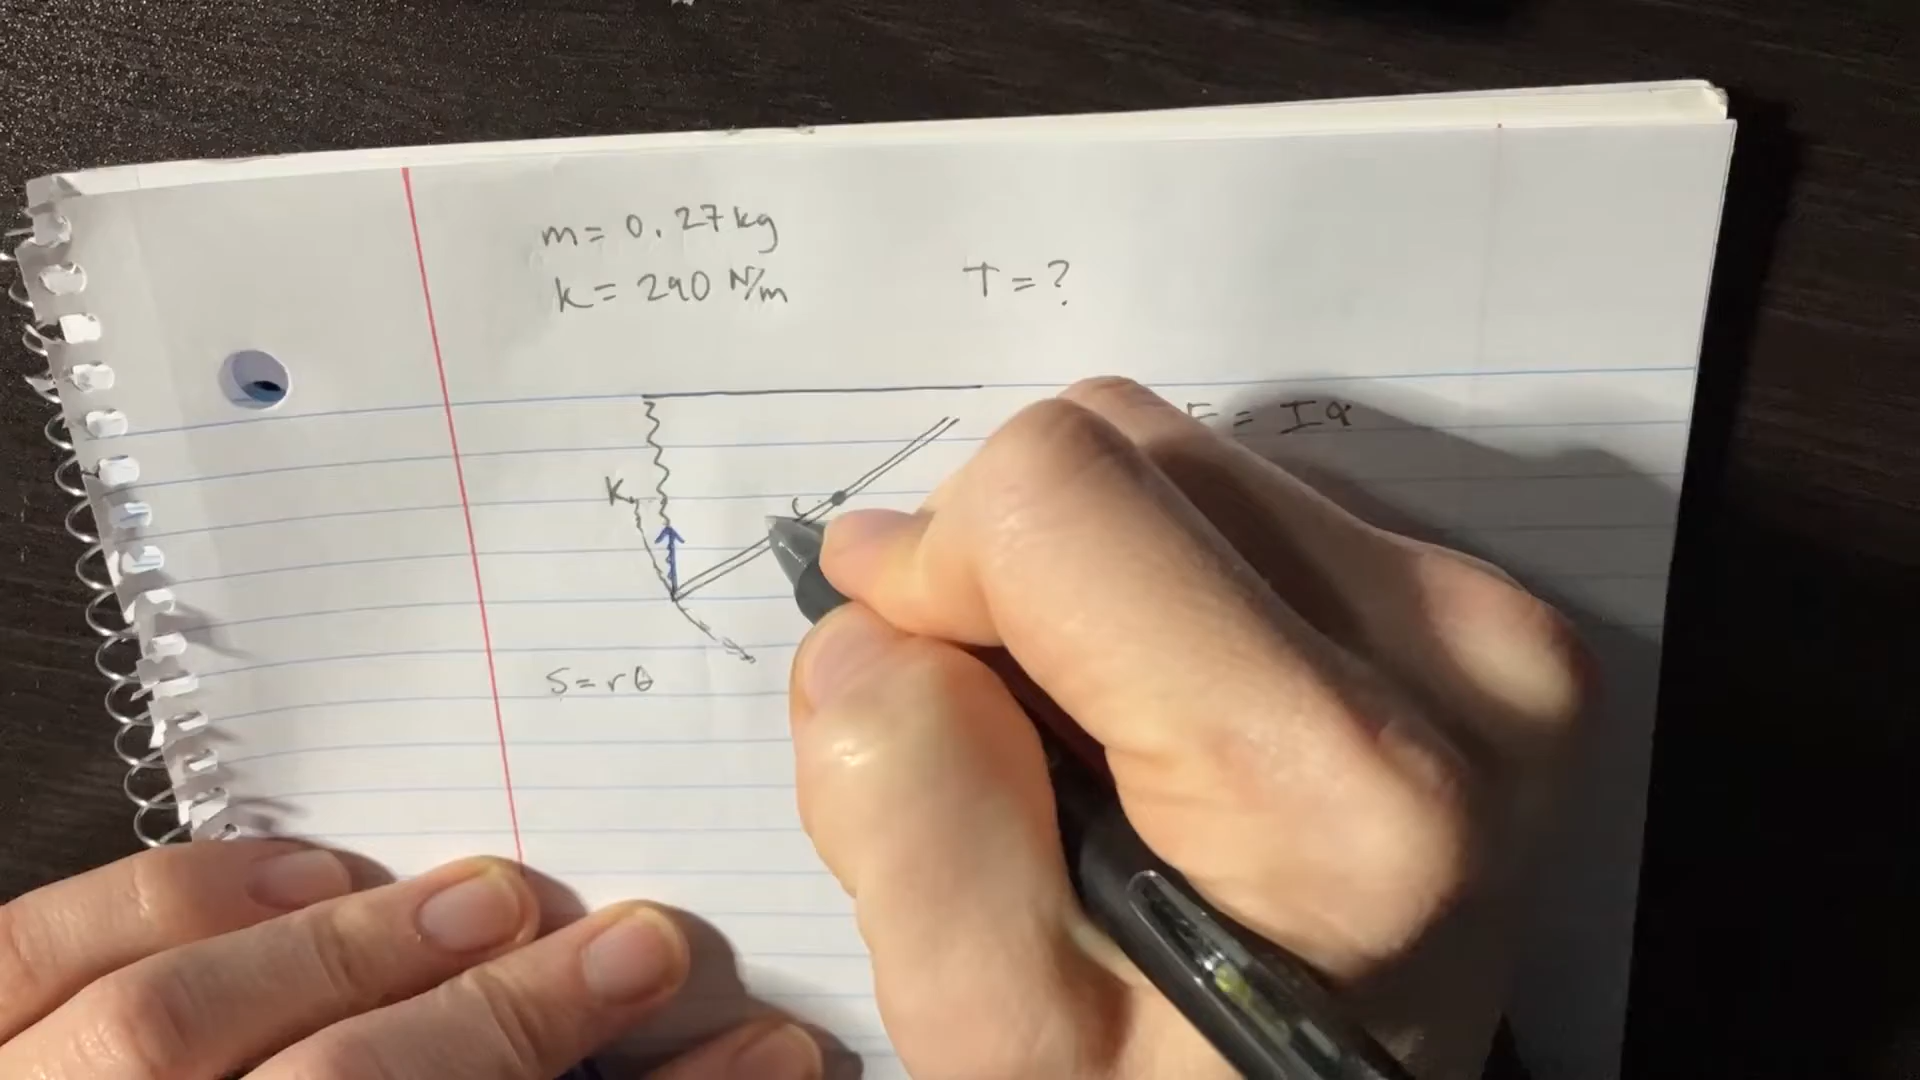 m = 0.27 kg
k = 290 N/m
T = ?
F = Iα
k
S = rθ